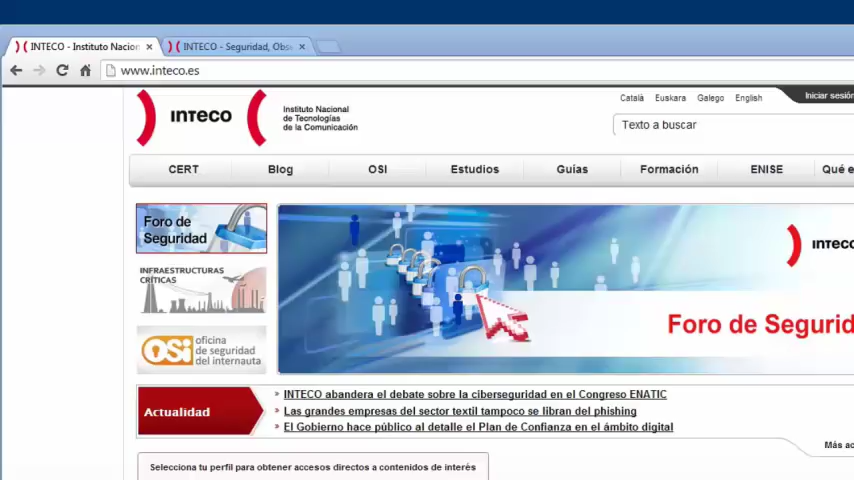 INTECO - Instituto Nacion
INTECO - Seguridad, Obse
www.inteco.es
INTECO
Instituto Nacional
de Tecnologías
de la Comunicación
Català Euskara Galego English
Iniciar sesión
Texto a buscar
CERT Blog OSI Estudios Guías Formación ENISE Qué e
Foro de
Seguridad
INFRAESTRUCTURAS
CRÍTICAS
OSI oficina
de seguridad
del internauta
INTECO
Foro de Segurid
Actualidad
INTECO abandera el debate sobre la ciberseguridad en el Congreso ENATIC
Las grandes empresas del sector textil tampoco se libran del phishing
El Gobierno hace público al detalle el Plan de Confianza en el ámbito digital
Más ac
Selecciona tu perfil para obtener accesos directos a contenidos de interés